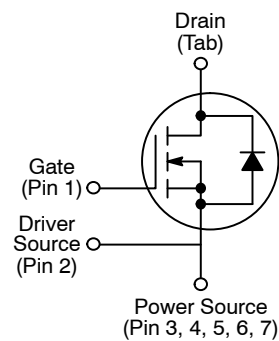 Drain
(Tab)
Gate
(Pin 1)
Driver
Source
(Pin 2)
Power Source
(Pin 3, 4, 5, 6, 7)